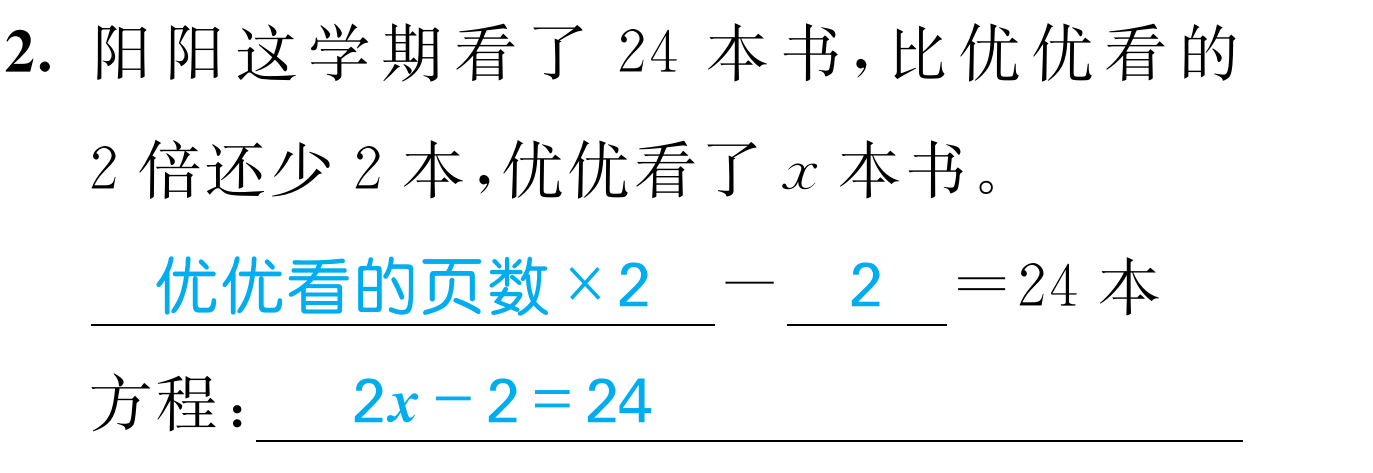 2. 阳阳这学期看了 24 本书,比优优看的
2 倍还少 2 本,优优看了 x 本书。
优优看的页数×2 － 2 ＝24 本
方程: 2x－2＝24